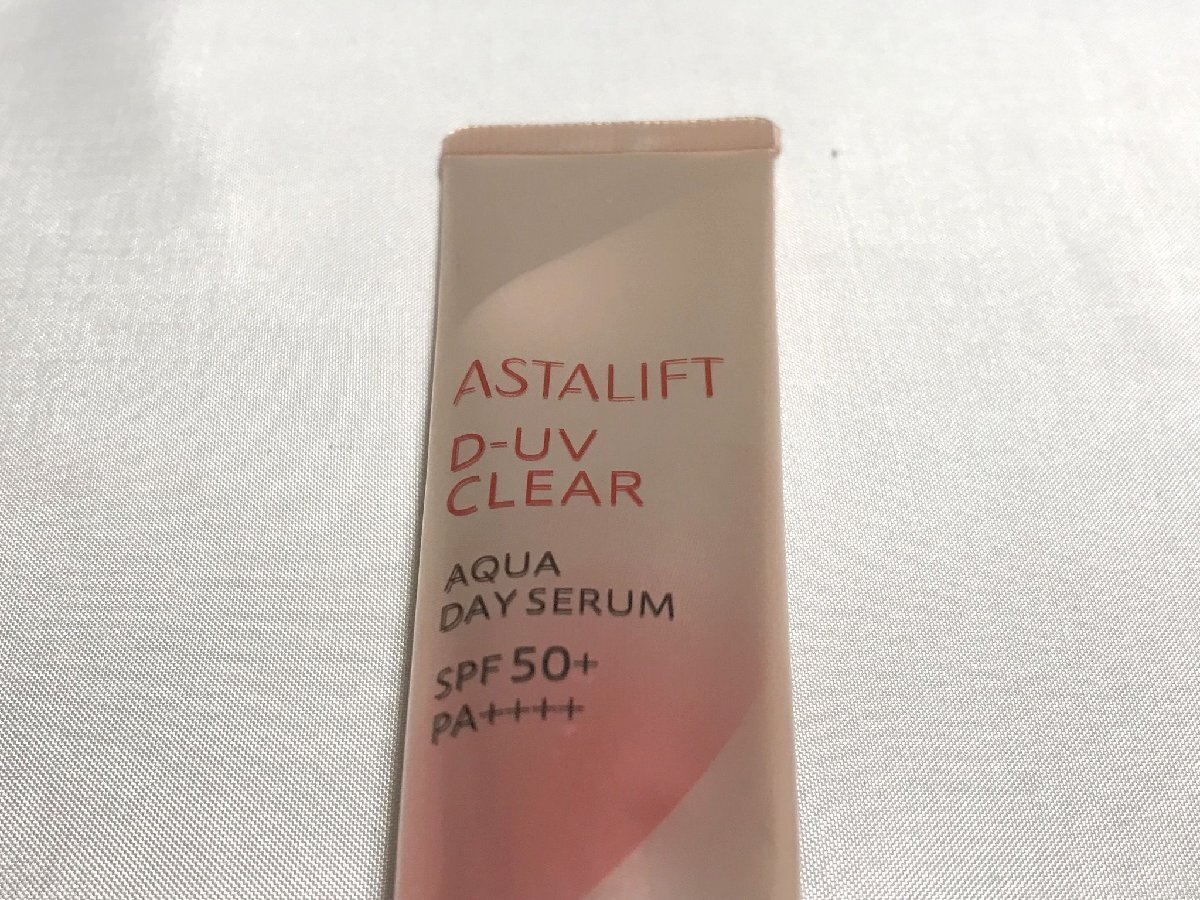 ASTALIFT
D-UV
CLEAR
AQUA
DAY SERUM
SPF 50+
PA++++